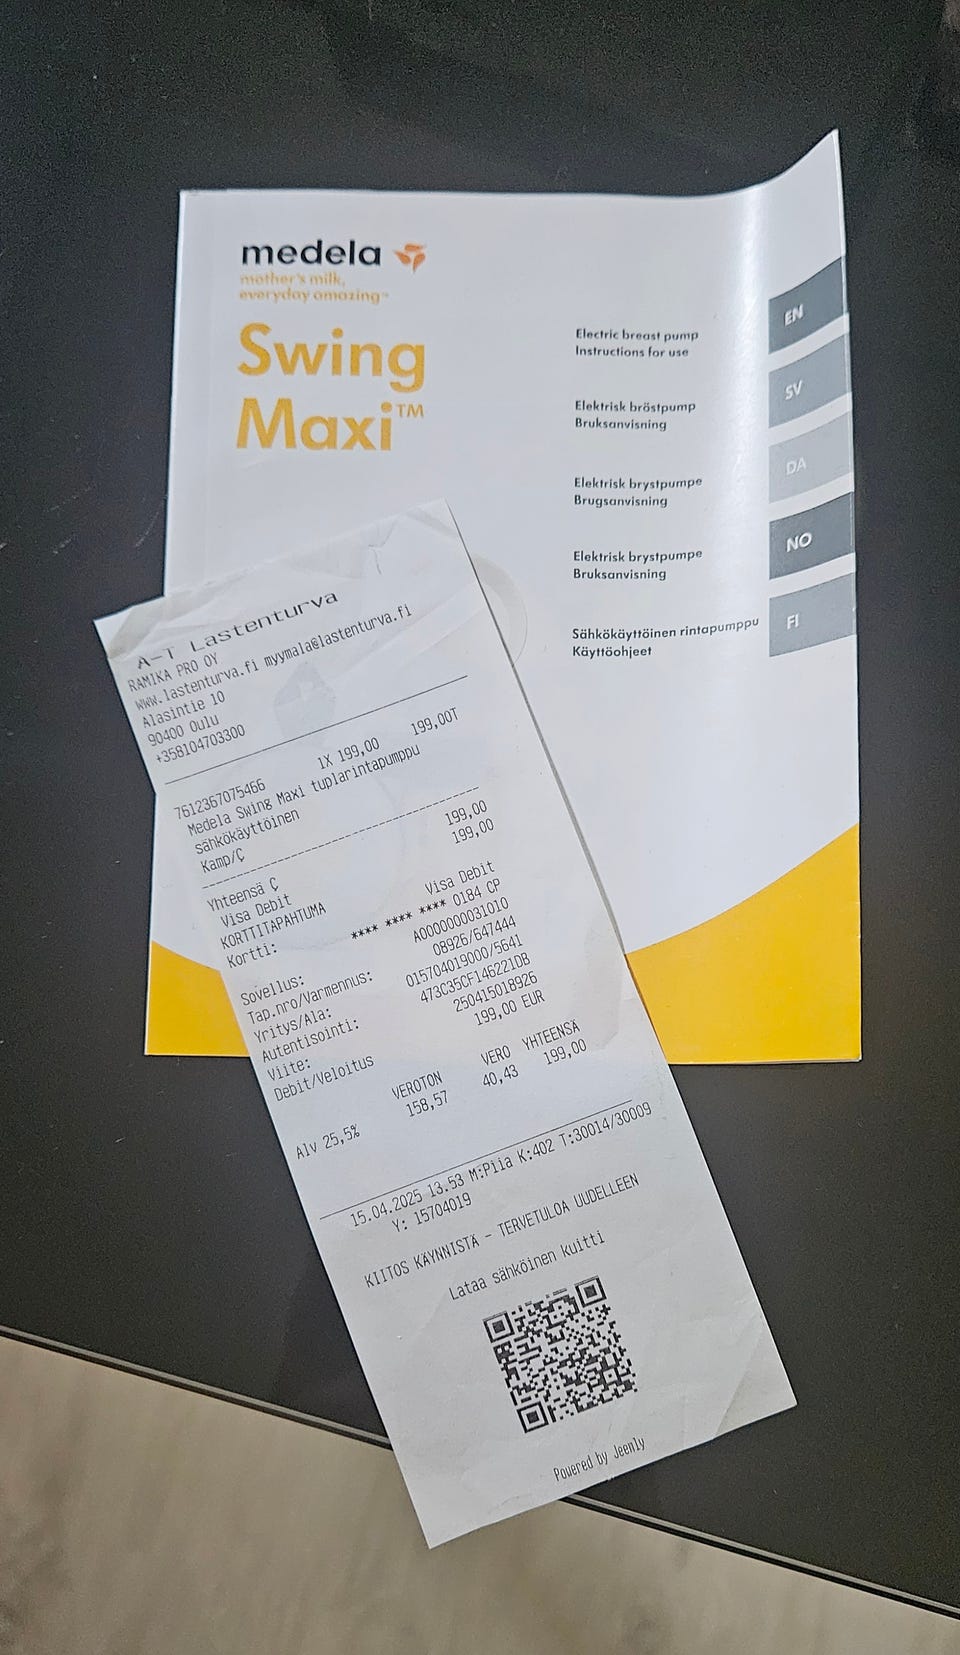 medela
mother's milk,
everyday amazing™
Swing
Maxi™
Electric breast pump
Instructions for use
EN
Elektrisk bröstpump
Bruksanvisning
SV
Elektrisk brystpumpe
Brugsanvisning
DA
Elektrisk brystpumpe
Bruksanvisning
NO
Sähkökäyttöinen rintapumppu
Käyttöohjeet
FI
A-T Lastenturva
RAMIKA PRO OY
www.lastenturva.fi myymala@lastenturva.fi
Alasintie 10
90400 Oulu
+358104703300
7612367075466 1X 199,00 199,00T
Medela Swing Maxi tuplarintapumppu
sähkökäyttöinen
Kamp/Ç
Yhteensä Ç 199,00
Visa Debit 199,00
KORTTITAPAHTUMA
Kortti: Visa Debit
**** **** **** 0184 CP
Sovellus: A0000000031010
Tap.nro/Varmennus: 08926/647444
Yritys/Ala: 015704019000/5641
Autentisointi: 473C35CF146221DB
Viite: 250415018926
Debit/Veloitus 199,00 EUR
VEROTON VERO YHTEENSÄ
Alv 25,5% 158,57 40,43 199,00
15.04.2025 13.53 M:Piia K:402 T:30014/30009
Y: 15704019
KIITOS KÄYNNISTÄ - TERVETULOA UUDELLEEN
Lataa sähköinen kuitti
Powered by Jeenly